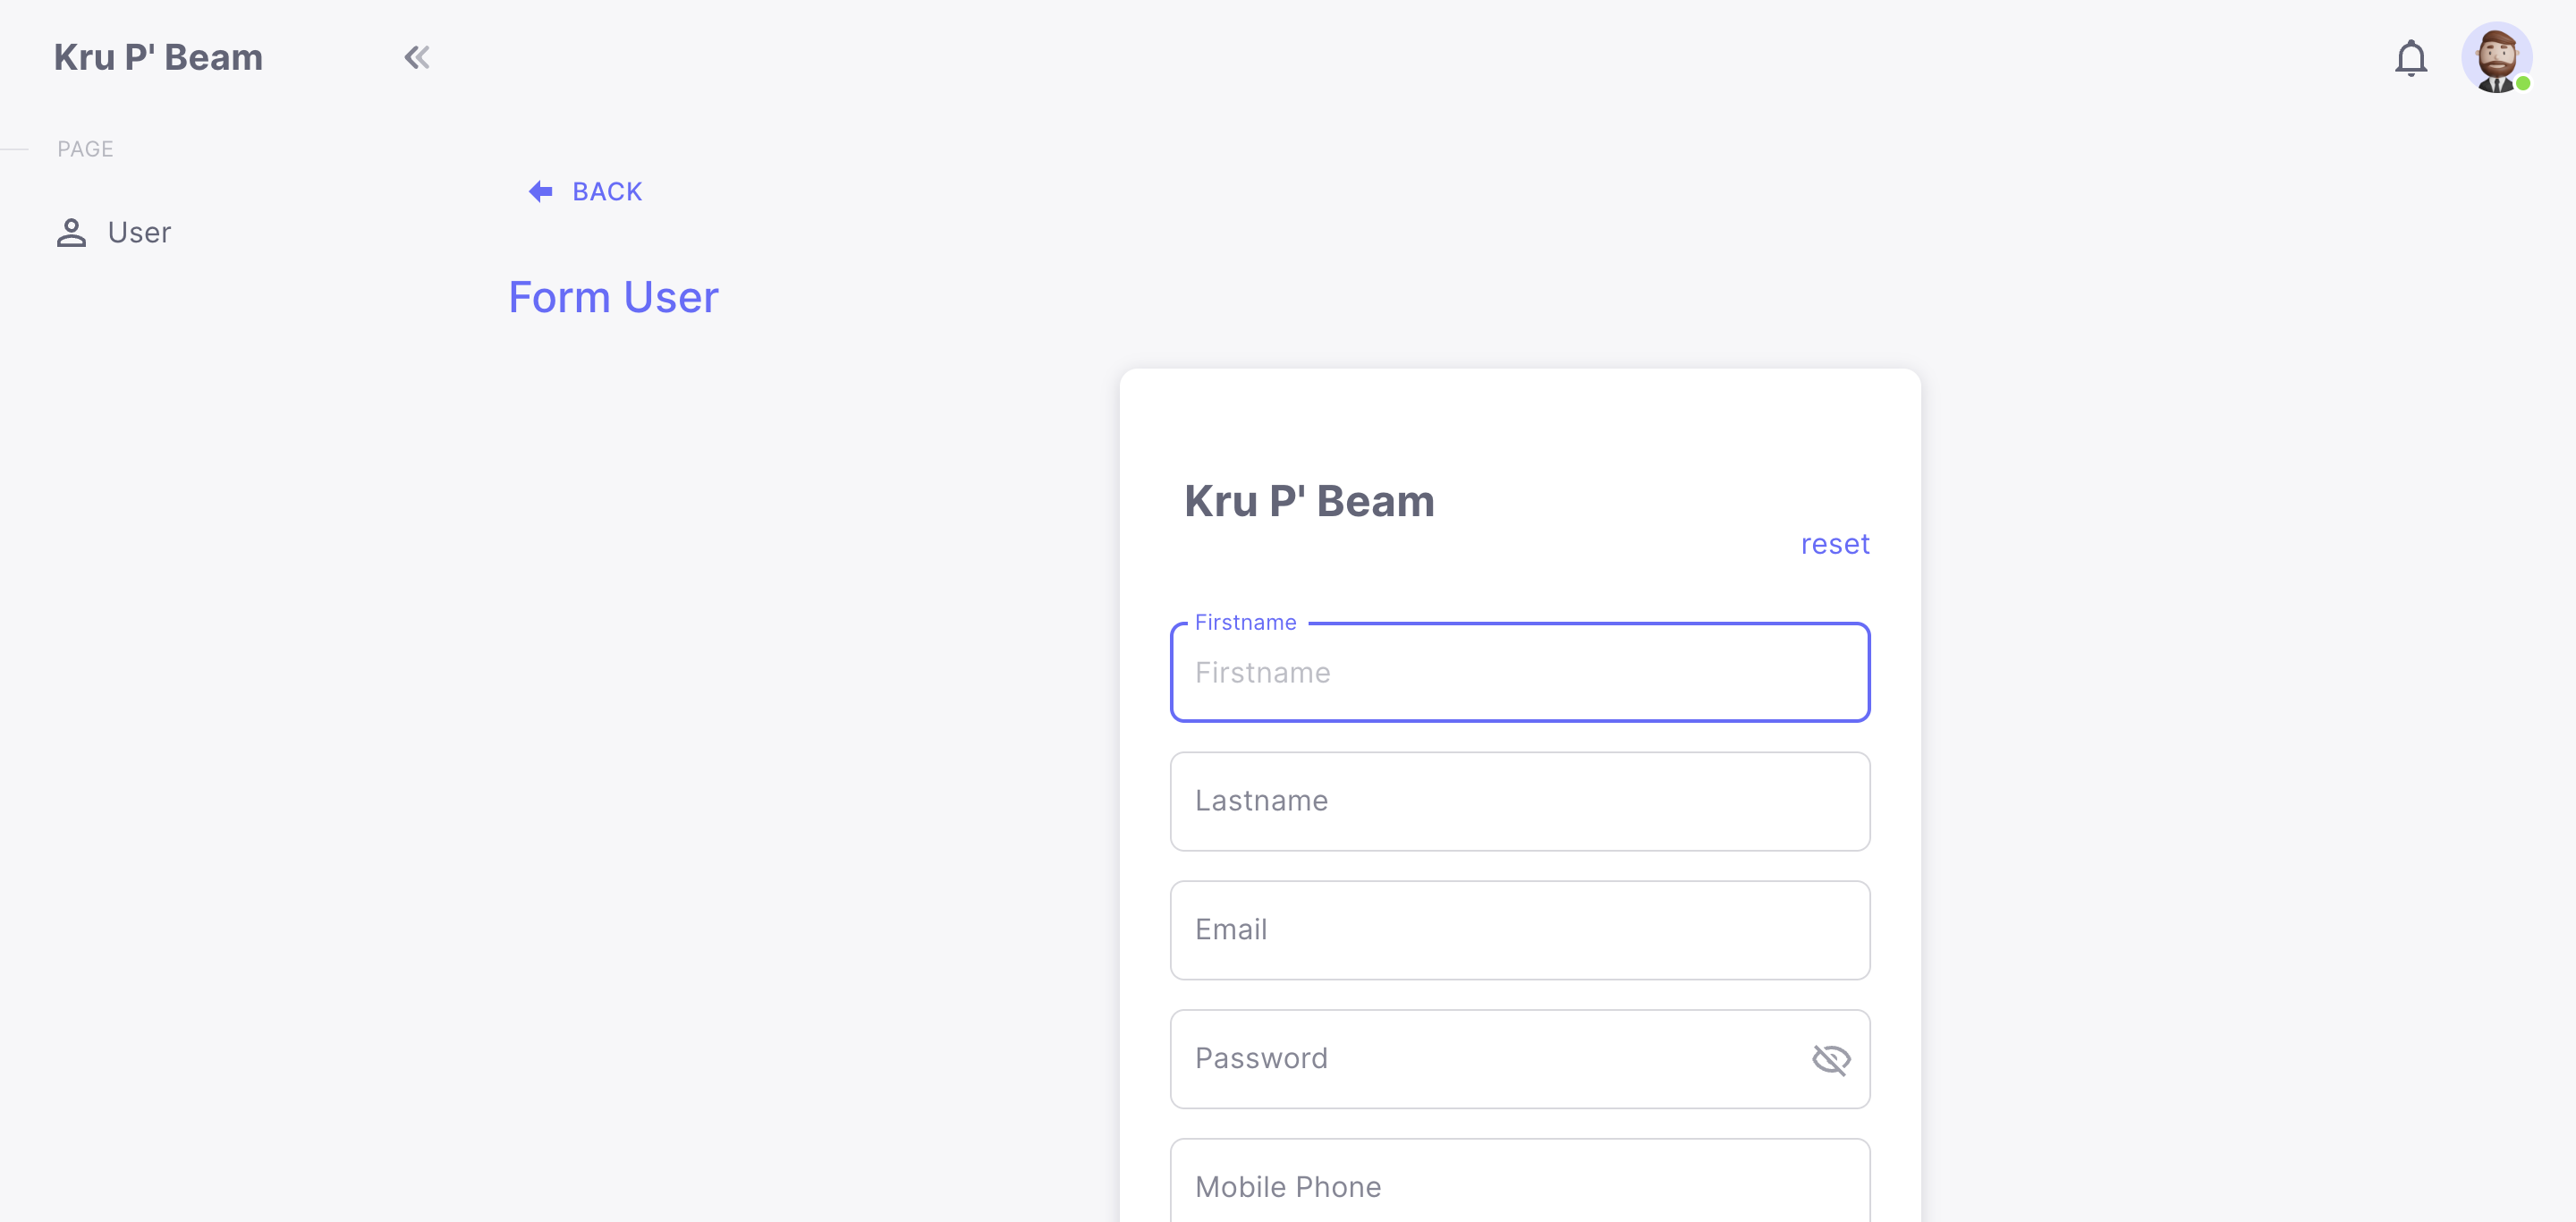 Kru P' Beam
PAGE
User
BACK
Form User
Kru P' Beam
reset
Firstname
Firstname
Lastname
Email
Password
Mobile Phone